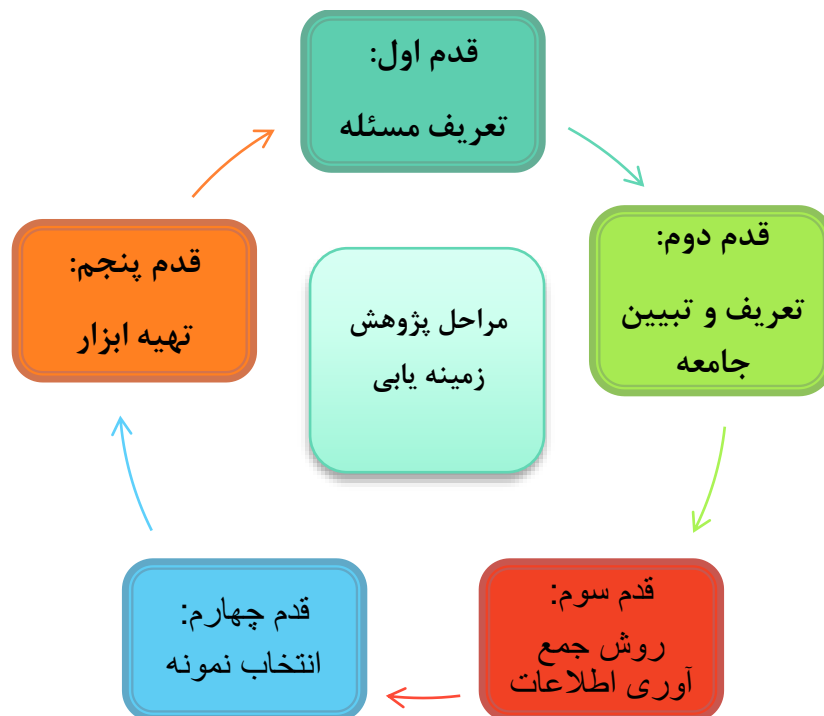 قدم اول:
تعریف مسئله
قدم دوم:
تعریف و تبیین
جامعه
قدم سوم:
روش جمع
آوری اطلاعات
قدم چهارم:
انتخاب نمونه
قدم پنجم:
تهیه ابزار
مراحل پژوهش
زمینه یابی